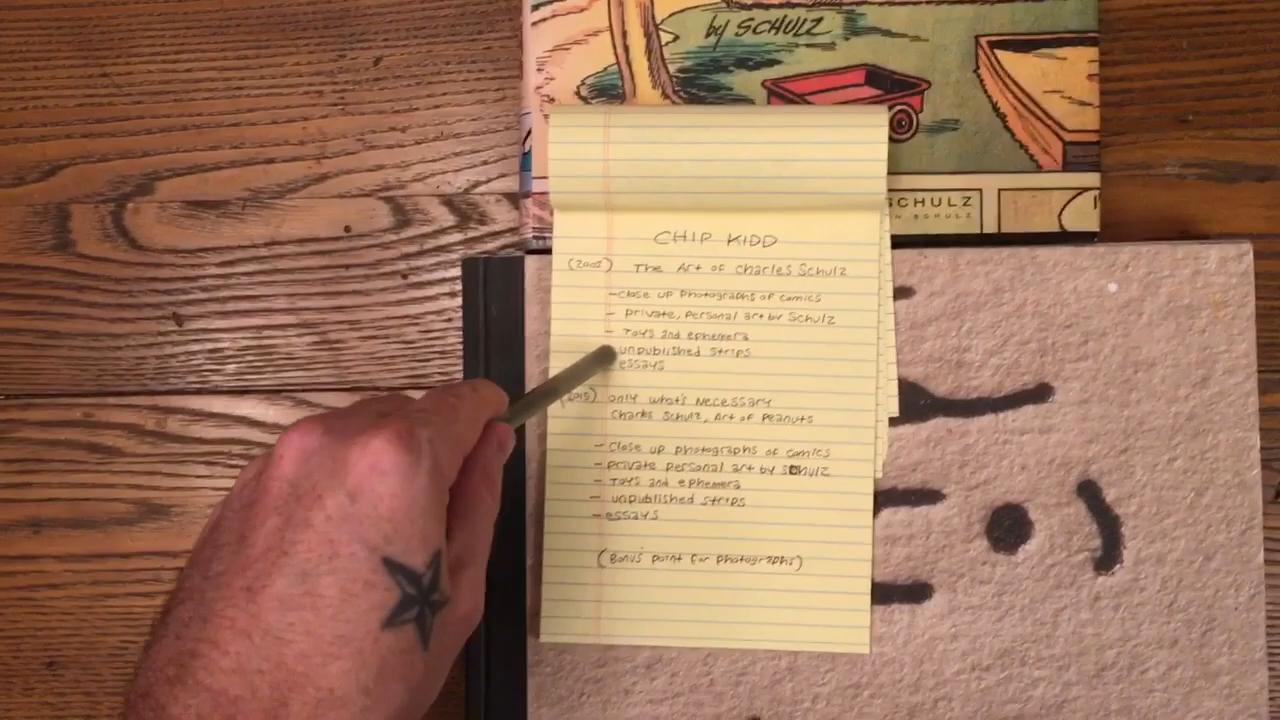 by SCHULZ
SCHULZ
N SCHULZ
CHIP KIDD
(2001) The Art of Charles Schulz
-close up photographs of comics
- private, personal art by Schulz
- Toys and ephemera
unpublished strips
essays
(2015) only what's Necessary
Charles Schulz, Art of Peanuts
- Close up photographs of comics
- private personal art by Schulz
- Toys and ephemera
- unpublished strips
- essays
(Bonus point for photographs)